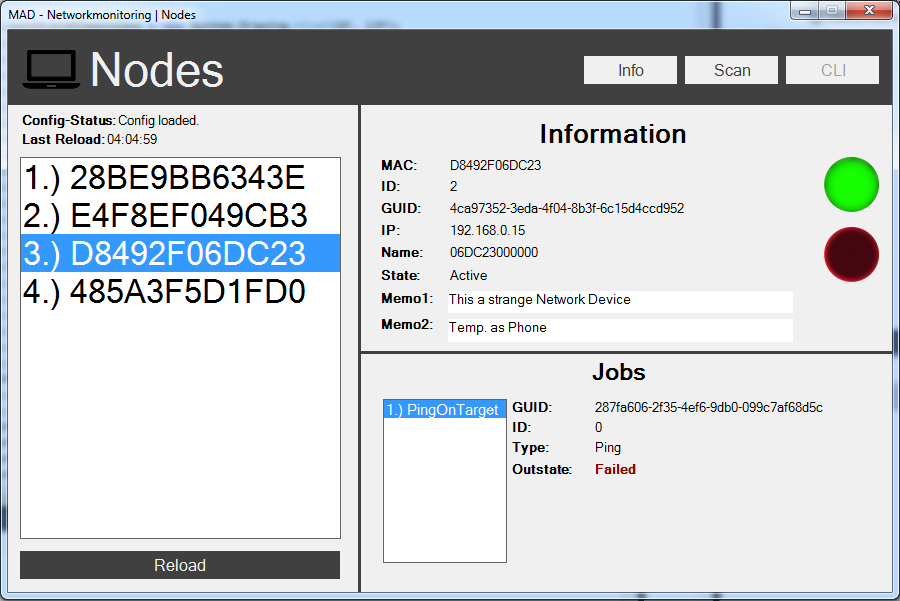 MAD - Networkmonitoring | Nodes
Nodes
Info Scan CLI
Config-Status: Config loaded.
Last Reload: 04:04:59
1.) 28BE9BB6343E
2.) E4F8EF049CB3
3.) D8492F06DC23
4.) 485A3F5D1FD0
Reload
Information
MAC: D8492F06DC23
ID: 2
GUID: 4ca97352-3eda-4f04-8b3f-6c15d4ccd952
IP: 192.168.0.15
Name: 06DC23000000
State: Active
Memo1: This a strange Network Device
Memo2: Temp. as Phone
Jobs
1.) PingOnTarget
GUID: 287fa606-2f35-4ef6-9db0-099c7af68d5c
ID: 0
Type: Ping
Outstate: Failed